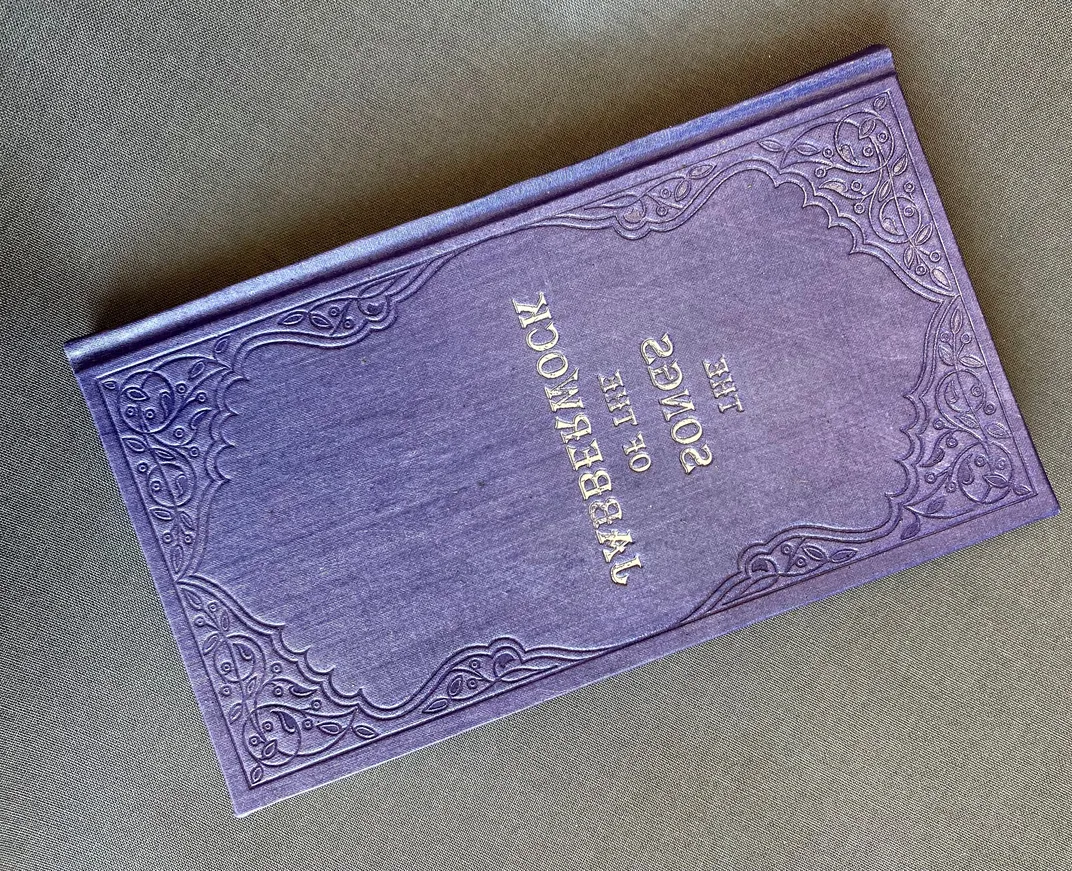 THE
SONGS
OF THE
JABBERWOCK